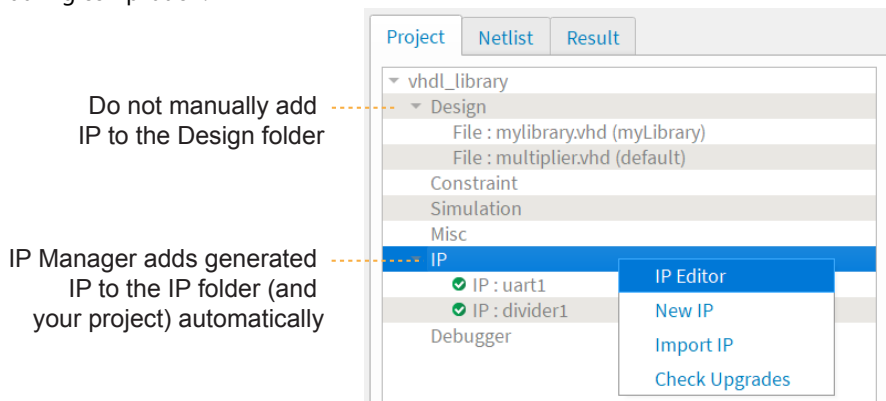 Project Netlist Result
vhdl_library
Do not manually add
IP to the Design folder
Design
File : mylibrary.vhd (myLibrary)
File : multiplier.vhd (default)
Constraint
Simulation
Misc
IP Manager adds generated
IP to the IP folder (and
your project) automatically
IP
IP : uart1
IP : divider1
Debugger
IP Editor
New IP
Import IP
Check Upgrades